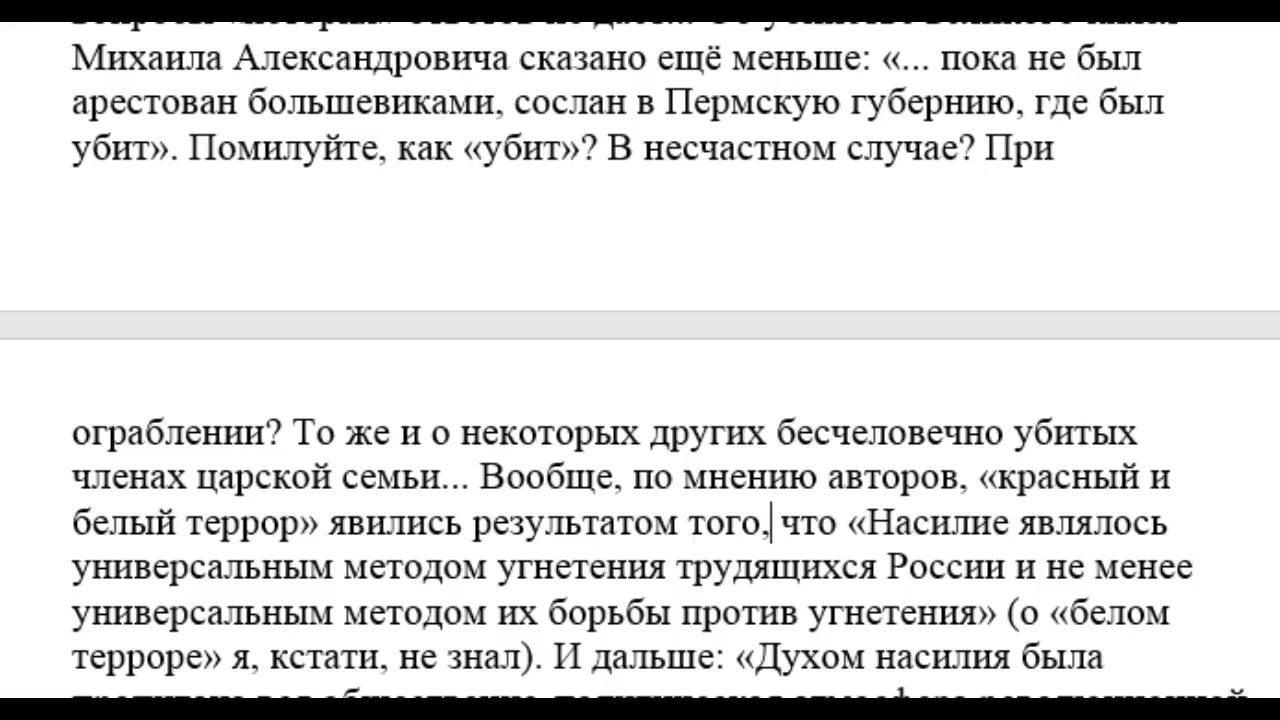 Михаила Александровича сказано ещё меньше: «... пока не был
арестован большевиками, сослан в Пермскую губернию, где был
убит». Помилуйте, как «убит»? В несчастном случае? При
ограблении? То же и о некоторых других бесчеловечно убитых
членах царской семьи... Вообще, по мнению авторов, «красный и
белый террор» явились результатом того, что «Насилие являлось
универсальным методом угнетения трудящихся России и не менее
универсальным методом их борьбы против угнетения» (о «белом
терроре» я, кстати, не знал). И дальше: «Духом насилия была